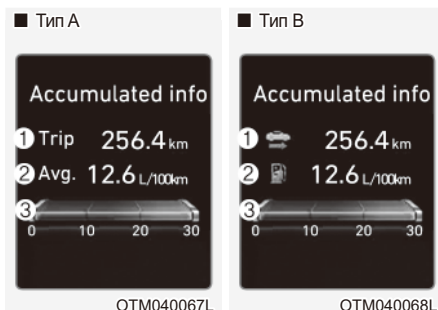 ■ Тип A
Accumulated info
① Trip 256.4 km
② Avg. 12.6 L/100km
③
0 10 20 30
OTM040067L
■ Тип B
Accumulated info
① 256.4 km
② 12.6 L/100km
③
0 10 20 30
OTM040068L